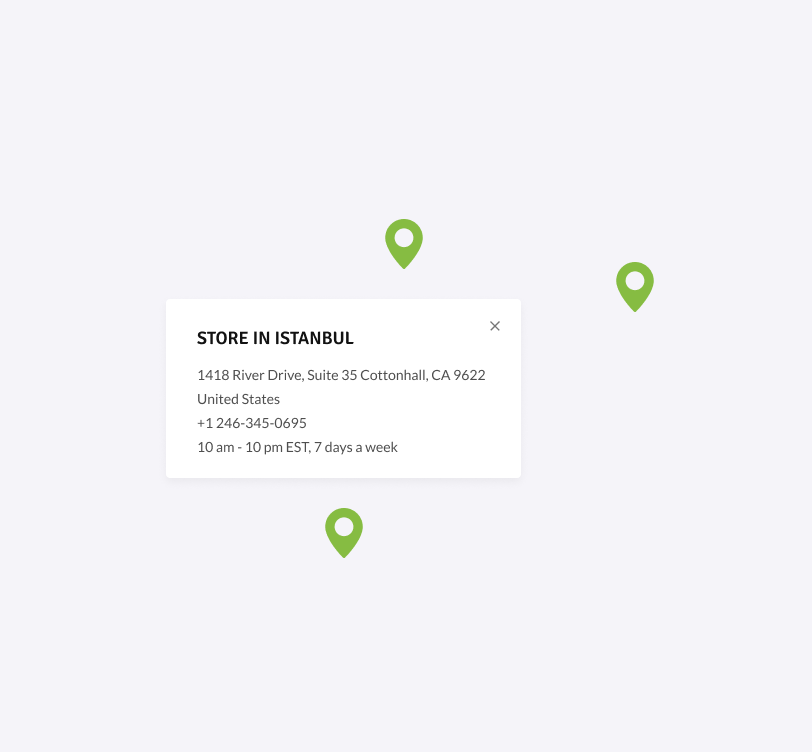 STORE IN ISTANBUL
1418 River Drive, Suite 35 Cottonhall, CA 9622
United States
+1 246-345-0695
10 am - 10 pm EST, 7 days a week